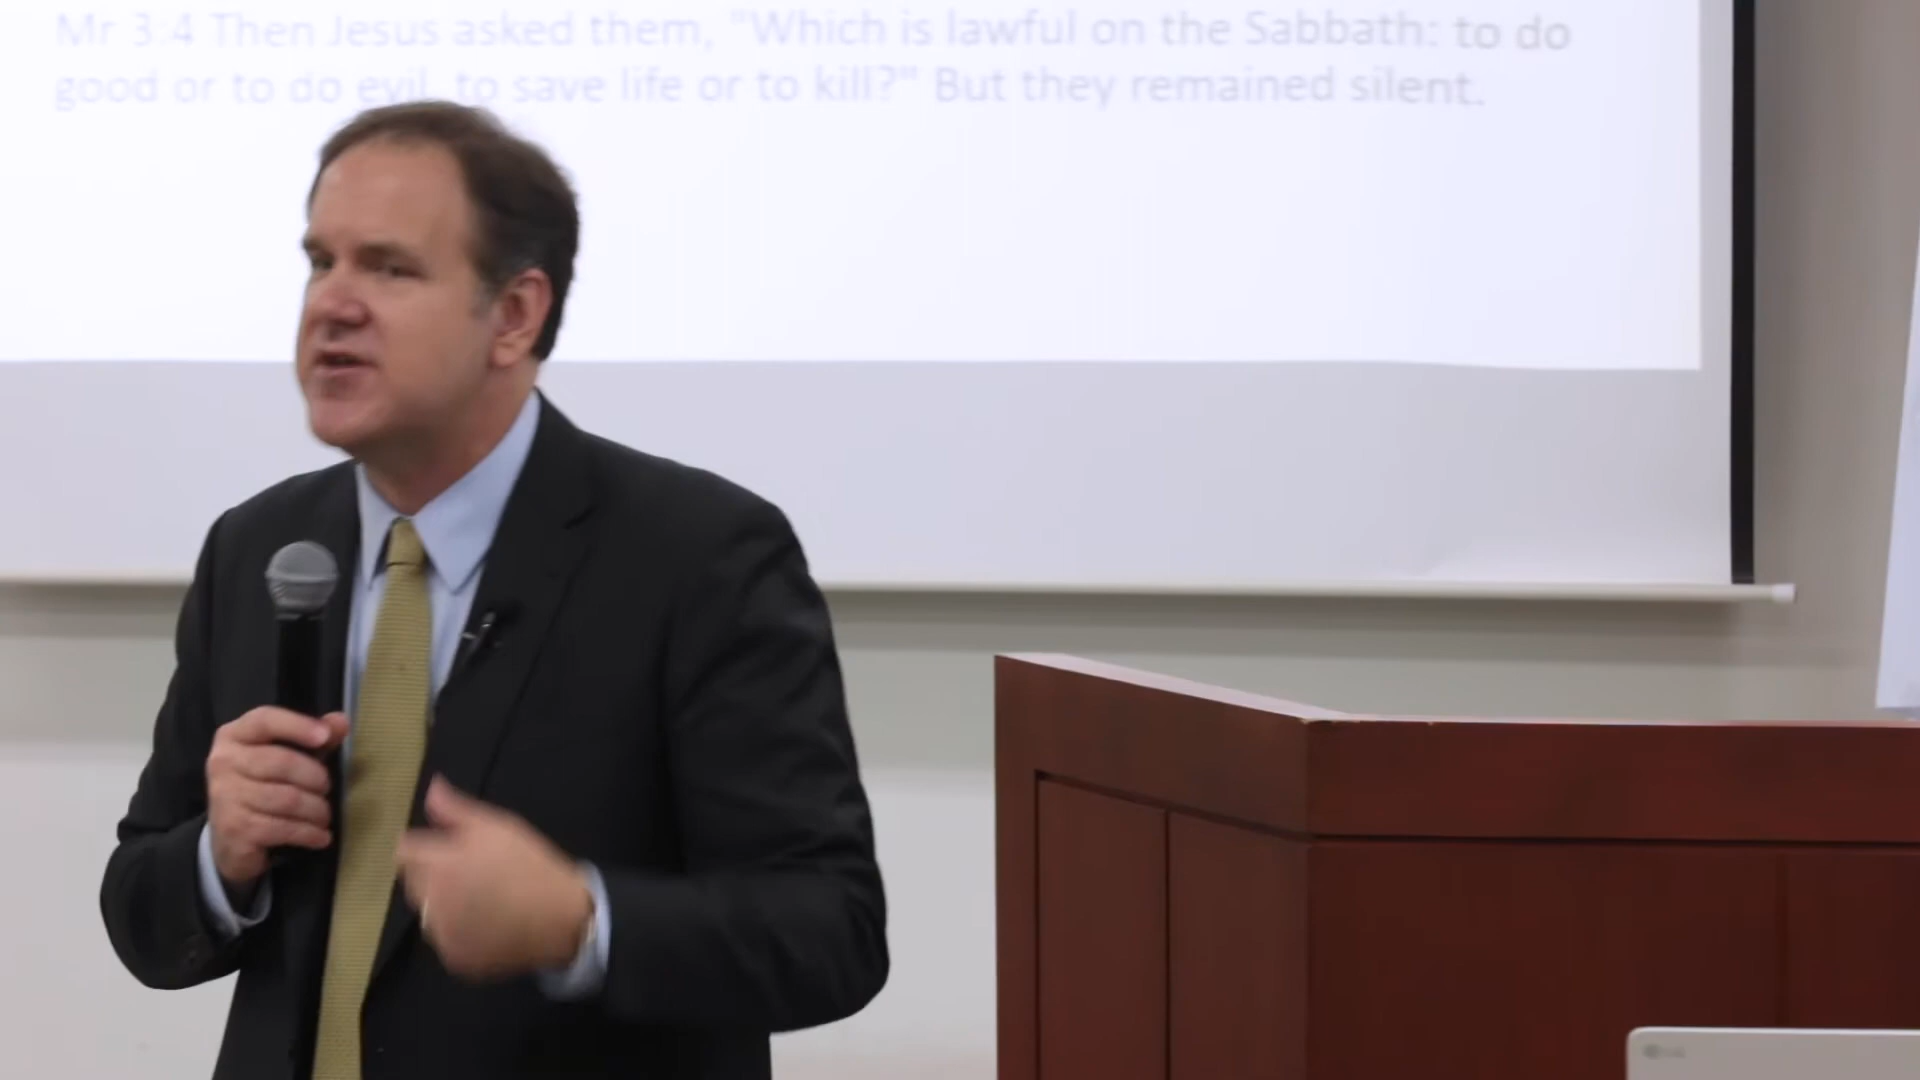 Mr 3:4 Then Jesus asked them, "Which is lawful on the Sabbath: to do
good or to do evil, to save life or to kill?" But they remained silent.
LG